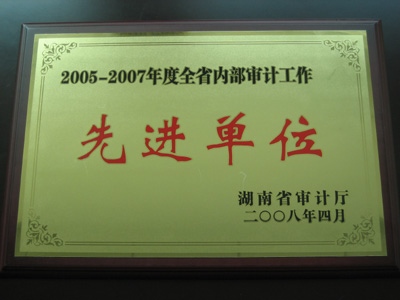 2005-2007年度全省内部审计工作
先进单位
湖南省审计厅
二〇〇八年四月